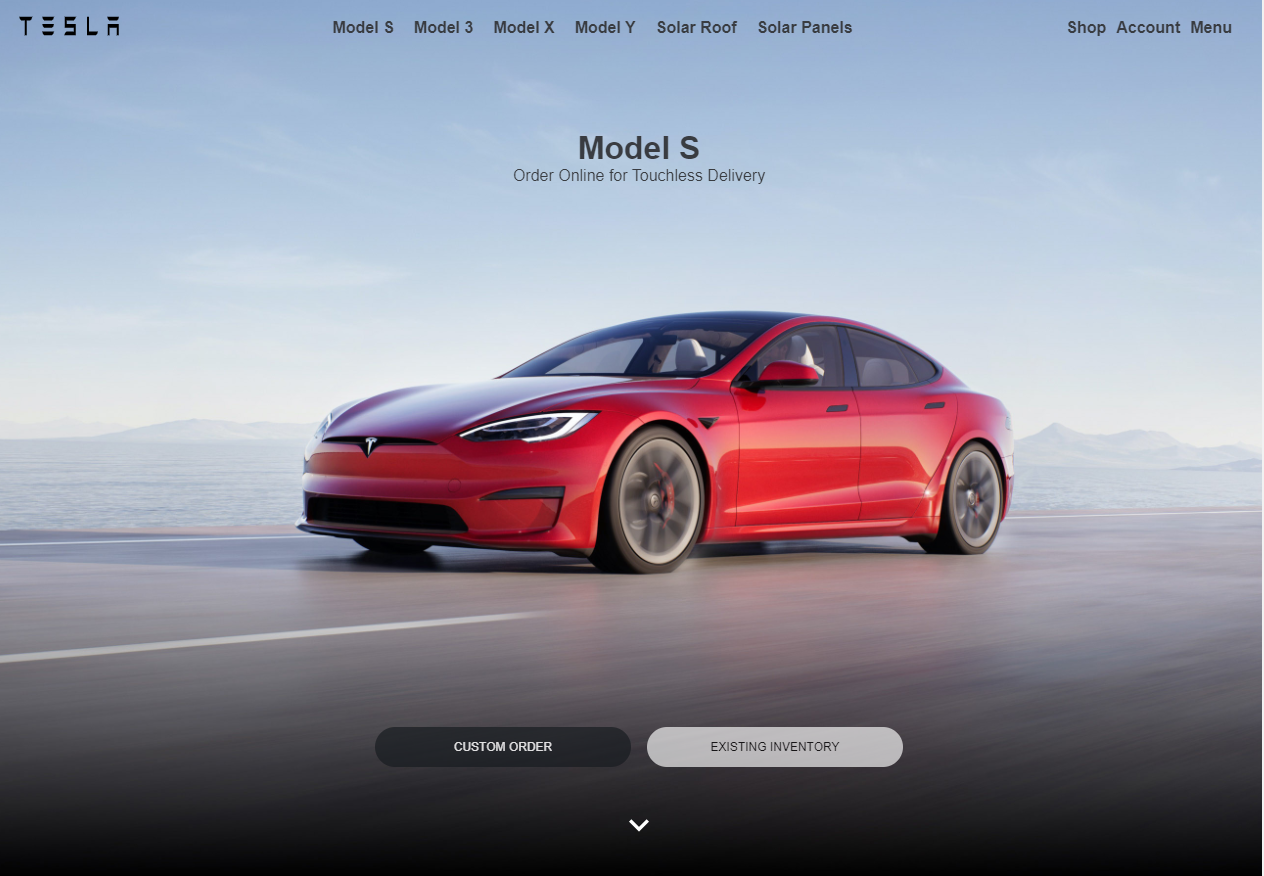 TESLA
Model S Model 3 Model X Model Y Solar Roof Solar Panels
Shop Account Menu
Model S
Order Online for Touchless Delivery
CUSTOM ORDER
EXISTING INVENTORY